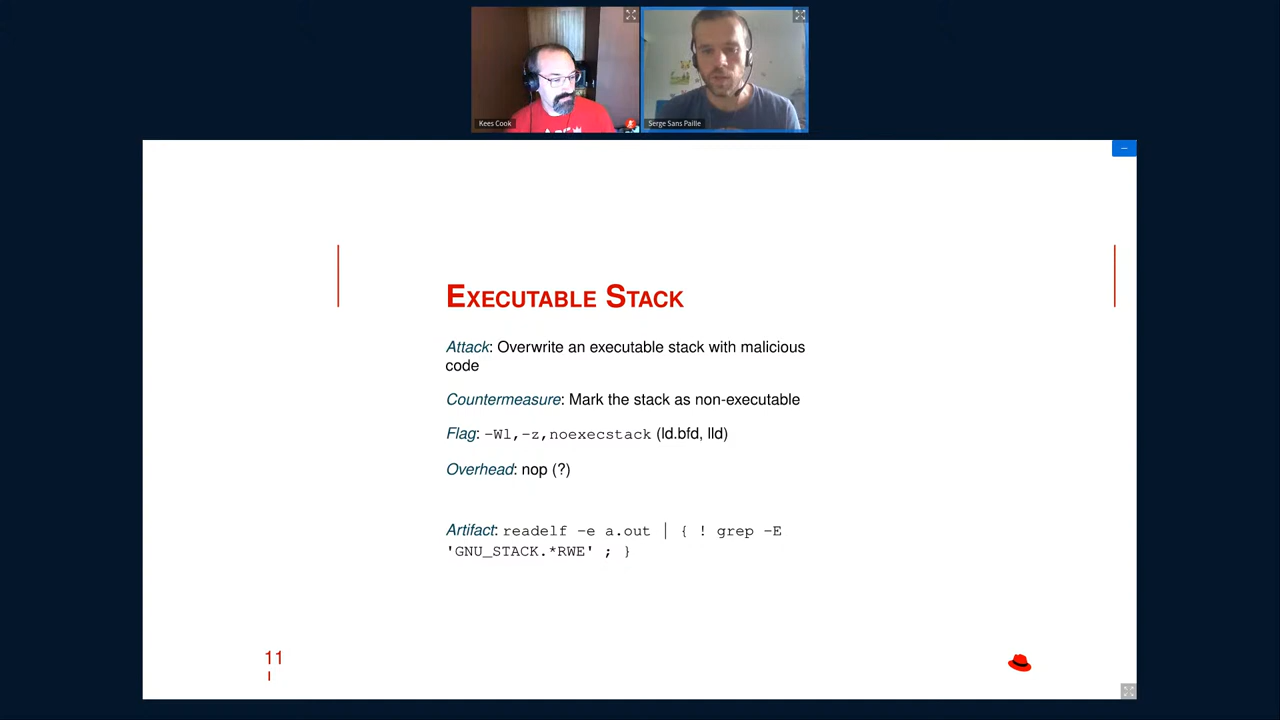 Kees Cook
Serge Sans Paille
Executable Stack
Attack: Overwrite an executable stack with malicious
code
Countermeasure: Mark the stack as non-executable
Flag: -Wl,-z,noexecstack (ld.bfd, lld)
Overhead: nop (?)
Artifact: readelf -e a.out | { ! grep -E
'GNU_STACK.*RWE' ; }
11